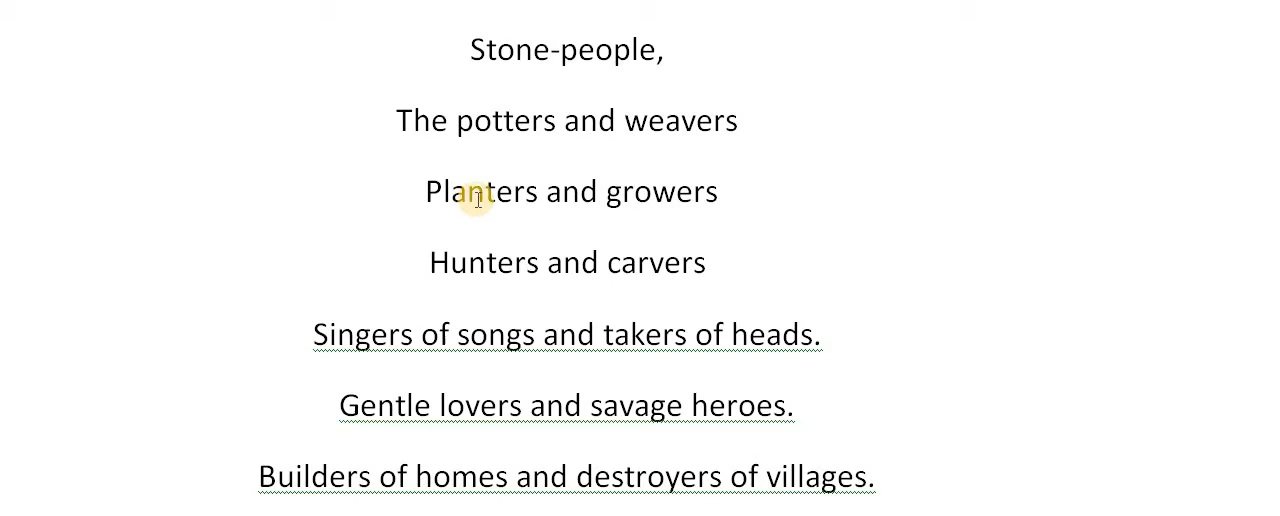 Stone-people,
The potters and weavers
Planters and growers
Hunters and carvers
Singers of songs and takers of heads.
Gentle lovers and savage heroes.
Builders of homes and destroyers of villages.